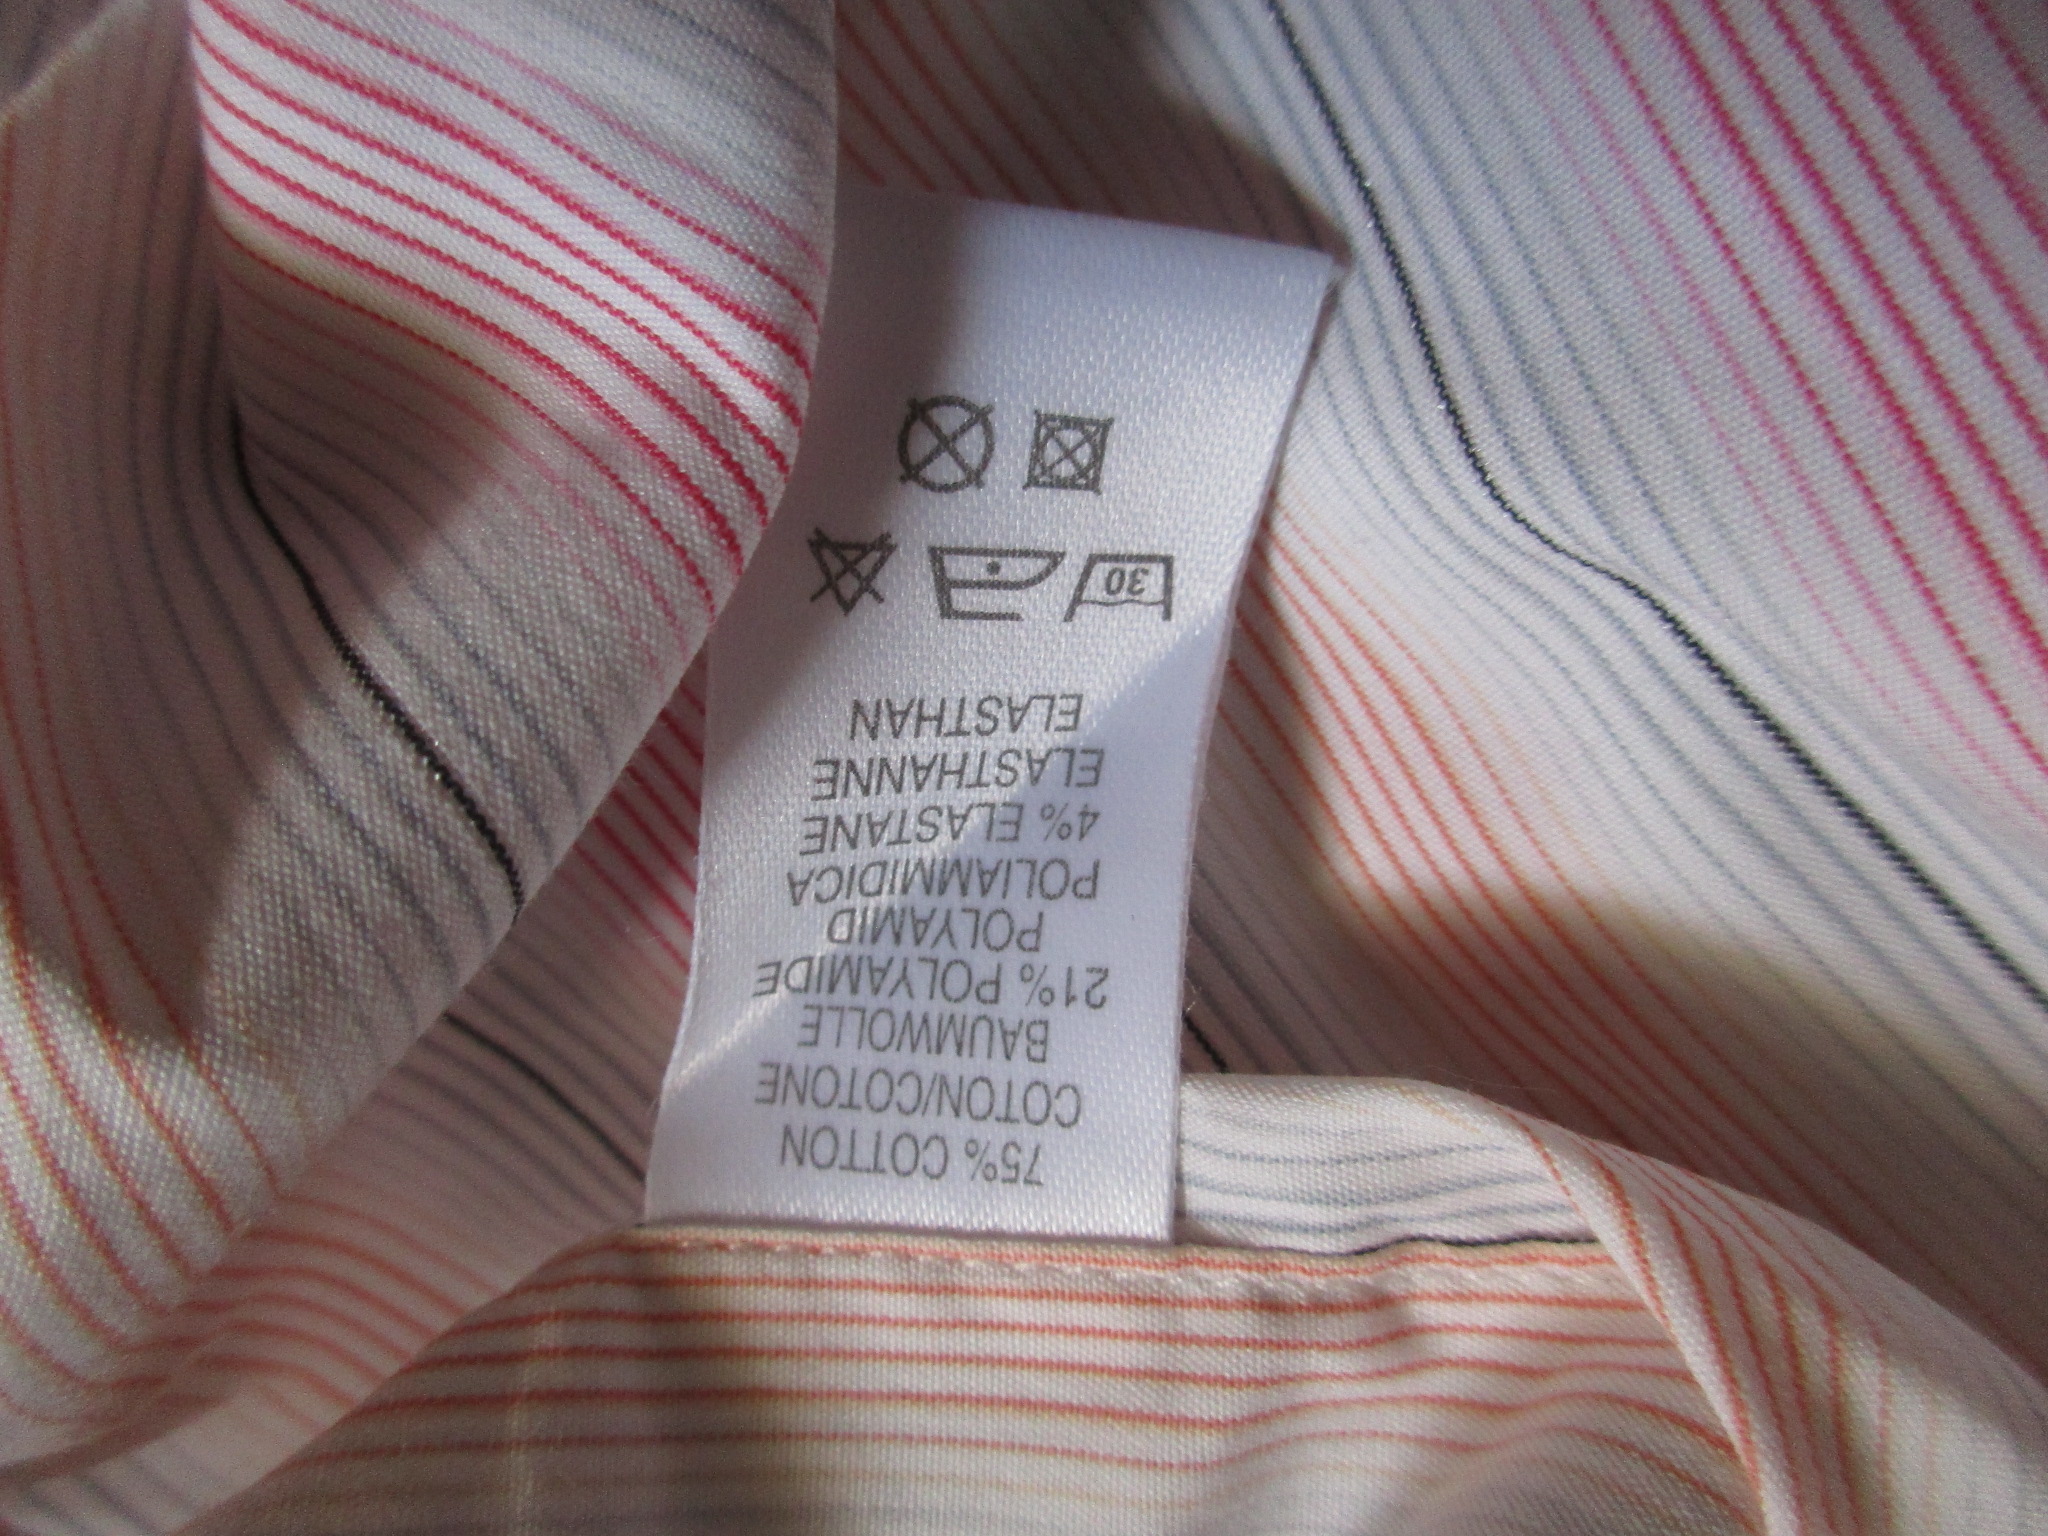 75% COTTON
COTON/COTONE
BAUMWOLLE
21% POLYAMIDE
POLYAMID
POLIAMMIDICA
4% ELASTANE
ELASTHANNE
ELASTHAN
30